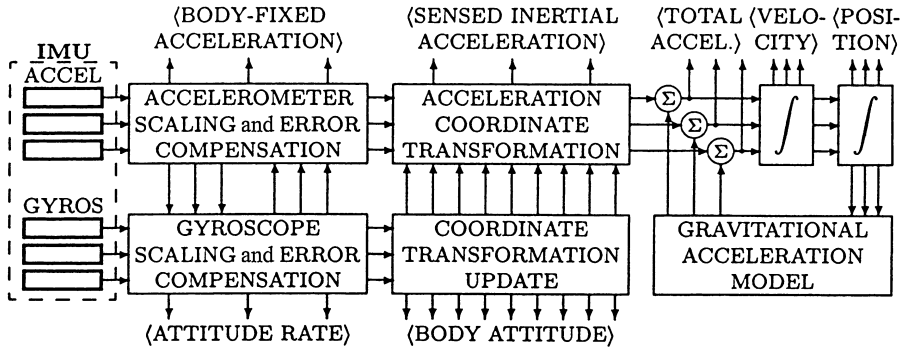 ⟨BODY-FIXED
ACCELERATION⟩
⟨SENSED INERTIAL
ACCELERATION⟩
⟨TOTAL
ACCEL.⟩
⟨VELO-
CITY⟩
⟨POSI-
TION⟩
IMU
ACCEL
ACCELEROMETER
SCALING and ERROR
COMPENSATION
ACCELERATION
COORDINATE
TRANSFORMATION
Σ
Σ
Σ
∫
∫
GYROS
GYROSCOPE
SCALING and ERROR
COMPENSATION
COORDINATE
TRANSFORMATION
UPDATE
GRAVITATIONAL
ACCELERATION
MODEL
⟨ATTITUDE RATE⟩
⟨BODY ATTITUDE⟩